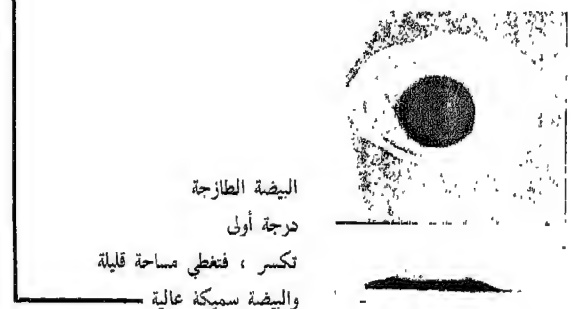 البيضة الطازجة
درجة أولى
تكسر ، فتغطي مساحة قليلة
والبيضة سميكة عالية